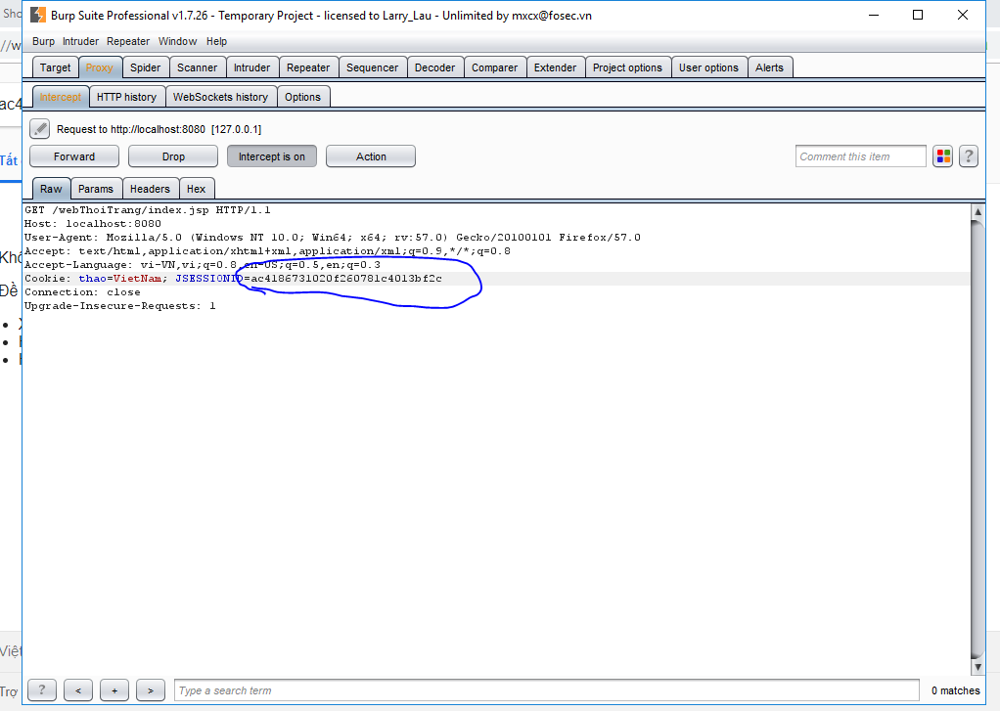 Sho
Burp Suite Professional v1.7.26 - Temporary Project - licensed to Larry_Lau - Unlimited by mxcx@fosec.vn
//w
Burp Intruder Repeater Window Help
Target Proxy Spider Scanner Intruder Repeater Sequencer Decoder Comparer Extender Project options User options Alerts
ac4
Intercept HTTP history WebSockets history Options
Request to http://localhost:8080 [127.0.0.1]
Tất
Forward Drop Intercept is on Action Comment this item ?
Raw Params Headers Hex
GET /webThoiTrang/index.jsp HTTP/1.1
Host: localhost:8080
User-Agent: Mozilla/5.0 (Windows NT 10.0; Win64; x64; rv:57.0) Gecko/20100101 Firefox/57.0
Accept: text/html,application/xhtml+xml,application/xml;q=0.9,*/*;q=0.8
Accept-Language: vi-VN,vi;q=0.8,en-US;q=0.5,en;q=0.3
Cookie: thao=VietNam; JSESSIONID=ac4186731020f260781c4013bf2c
Connection: close
Upgrade-Insecure-Requests: 1
Khô
Đề
Việt
Trợ
? < + > Type a search term 0 matches